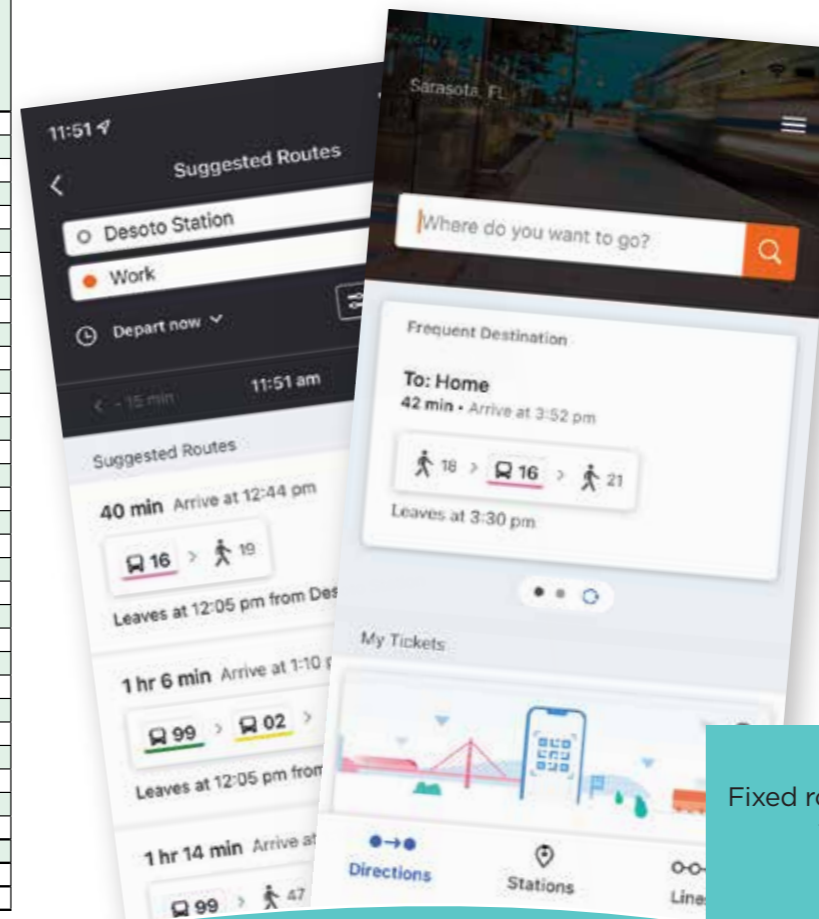 11:51
Suggested Routes
Desoto Station
Work
Depart now
< - 15 min
11:51 am
Suggested Routes
40 min Arrive at 12:44 pm
16 > 19
Leaves at 12:05 pm from Des
1 hr 6 min Arrive at 1:10 p
99 > 02 >
Leaves at 12:05 pm from
1 hr 14 min Arrive at
99 > 47
Sarasota, FL
Where do you want to go?
Frequent Destination
To: Home
42 min • Arrive at 3:52 pm
18 > 16 > 21
Leaves at 3:30 pm
My Tickets
Directions
Stations
Line
Fixed ro